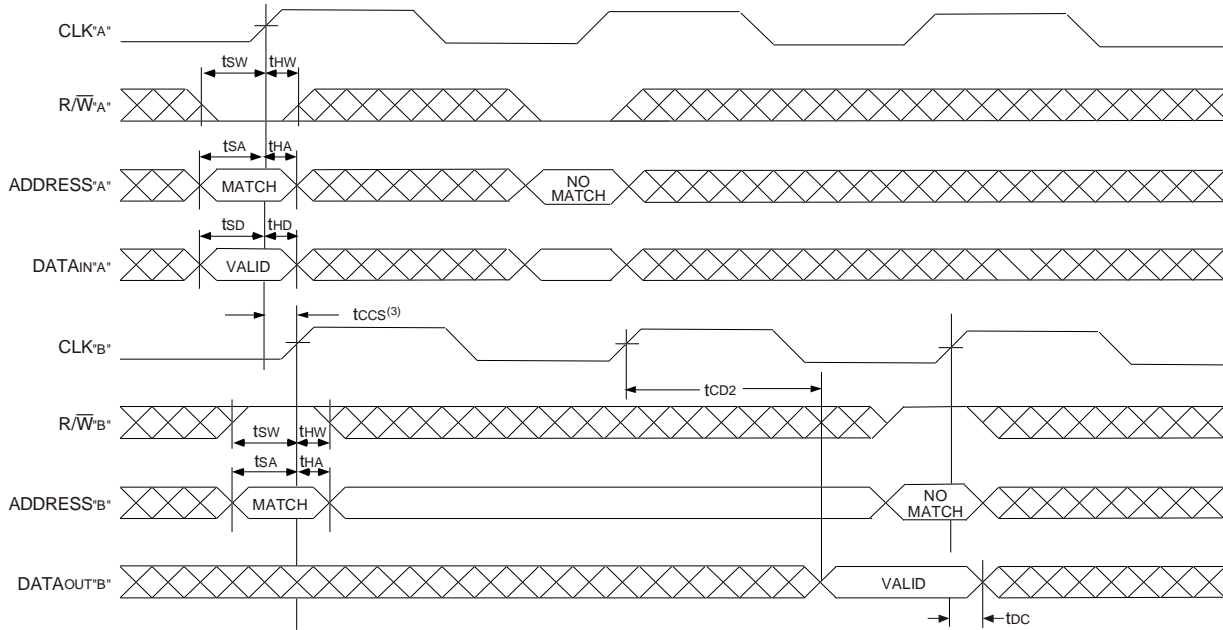 CLK"A"
tSW tHW
R/W̅"A"
tSA tHA
ADDRESS"A" MATCH NO MATCH
tSD tHD
DATAIN"A" VALID
tCCS(3)
CLK"B"
tCD2
R/W̅"B"
tSW tHW
tSA tHA
ADDRESS"B" MATCH NO MATCH
DATAOUT"B" VALID
tDC